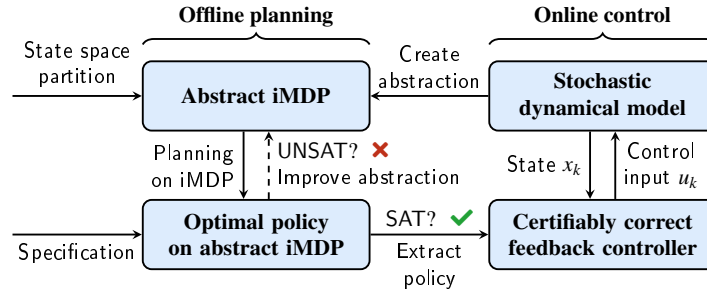 Offline planning
Online control
State space
partition
Abstract iMDP
Create
abstraction
Stochastic
dynamical model
Planning
on iMDP
UNSAT?
Improve abstraction
State x_k
Control
input u_k
Specification
Optimal policy
on abstract iMDP
SAT?
Extract
policy
Certifiably correct
feedback controller